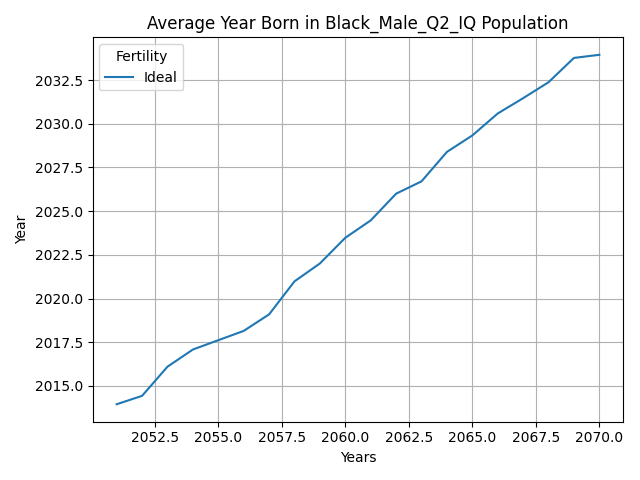 Average Year Born in Black_Male_Q2_IQ Population
Fertility
Ideal
Year
2032.5
2030.0
2027.5
2025.0
2022.5
2020.0
2017.5
2015.0
2052.5 2055.0 2057.5 2060.0 2062.5 2065.0 2067.5 2070.0
Years